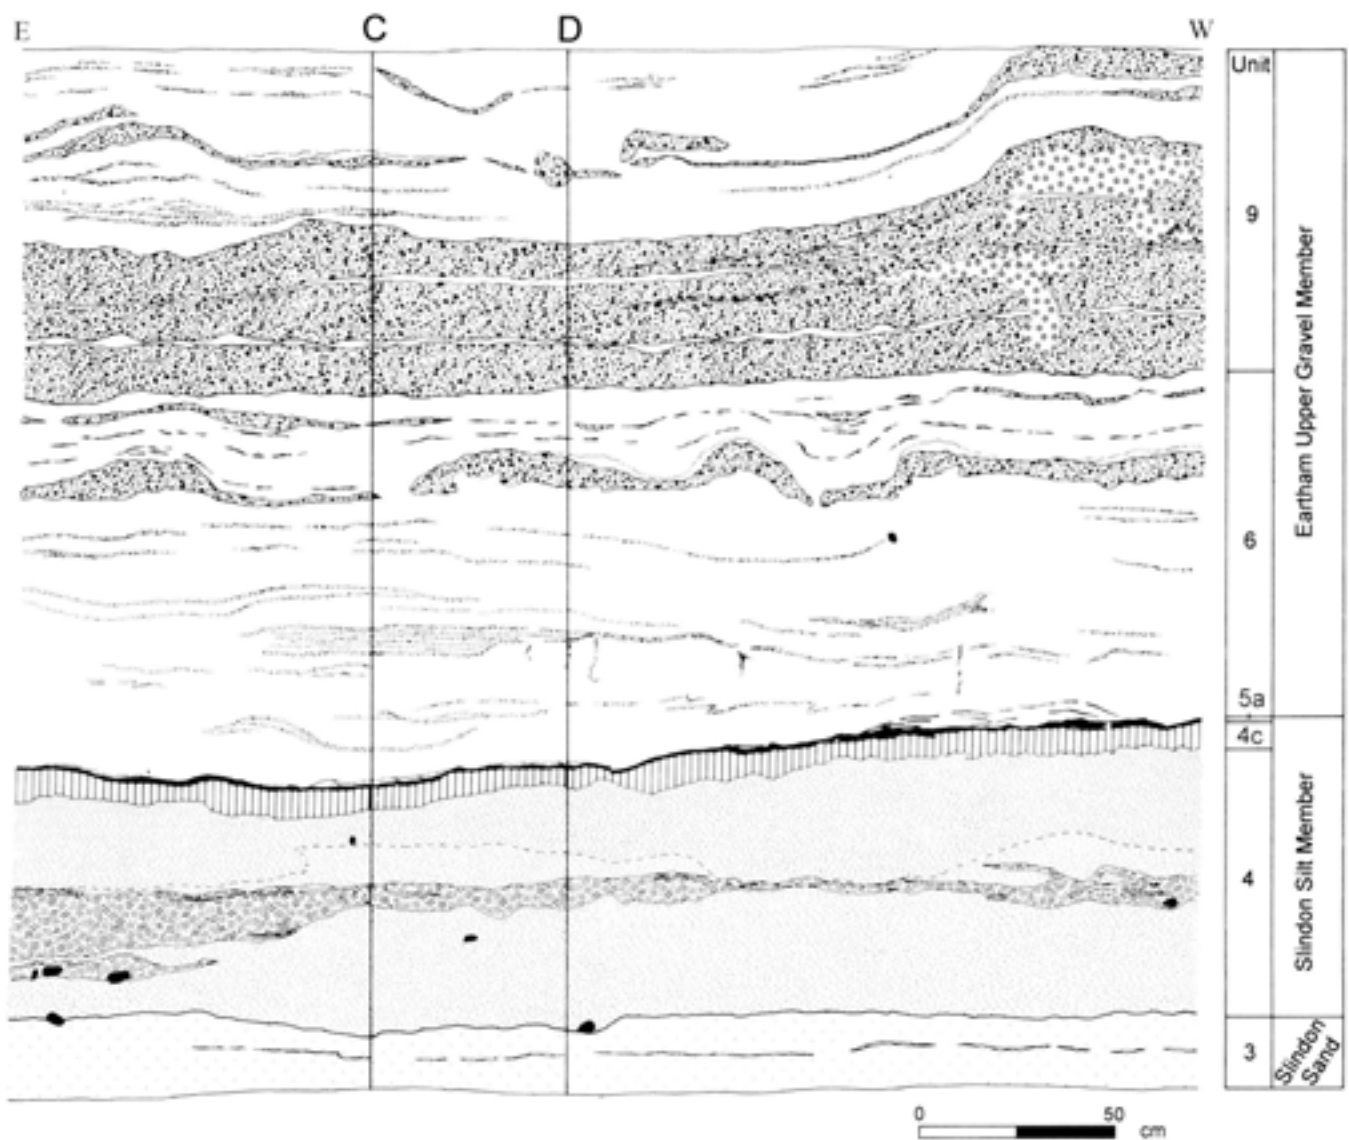 E
C
D
W
Unit
9
6
5a
4c
4
3
Eartham Upper Gravel Member
Slindon Silt Member
Slindon
Sand
0
50
cm